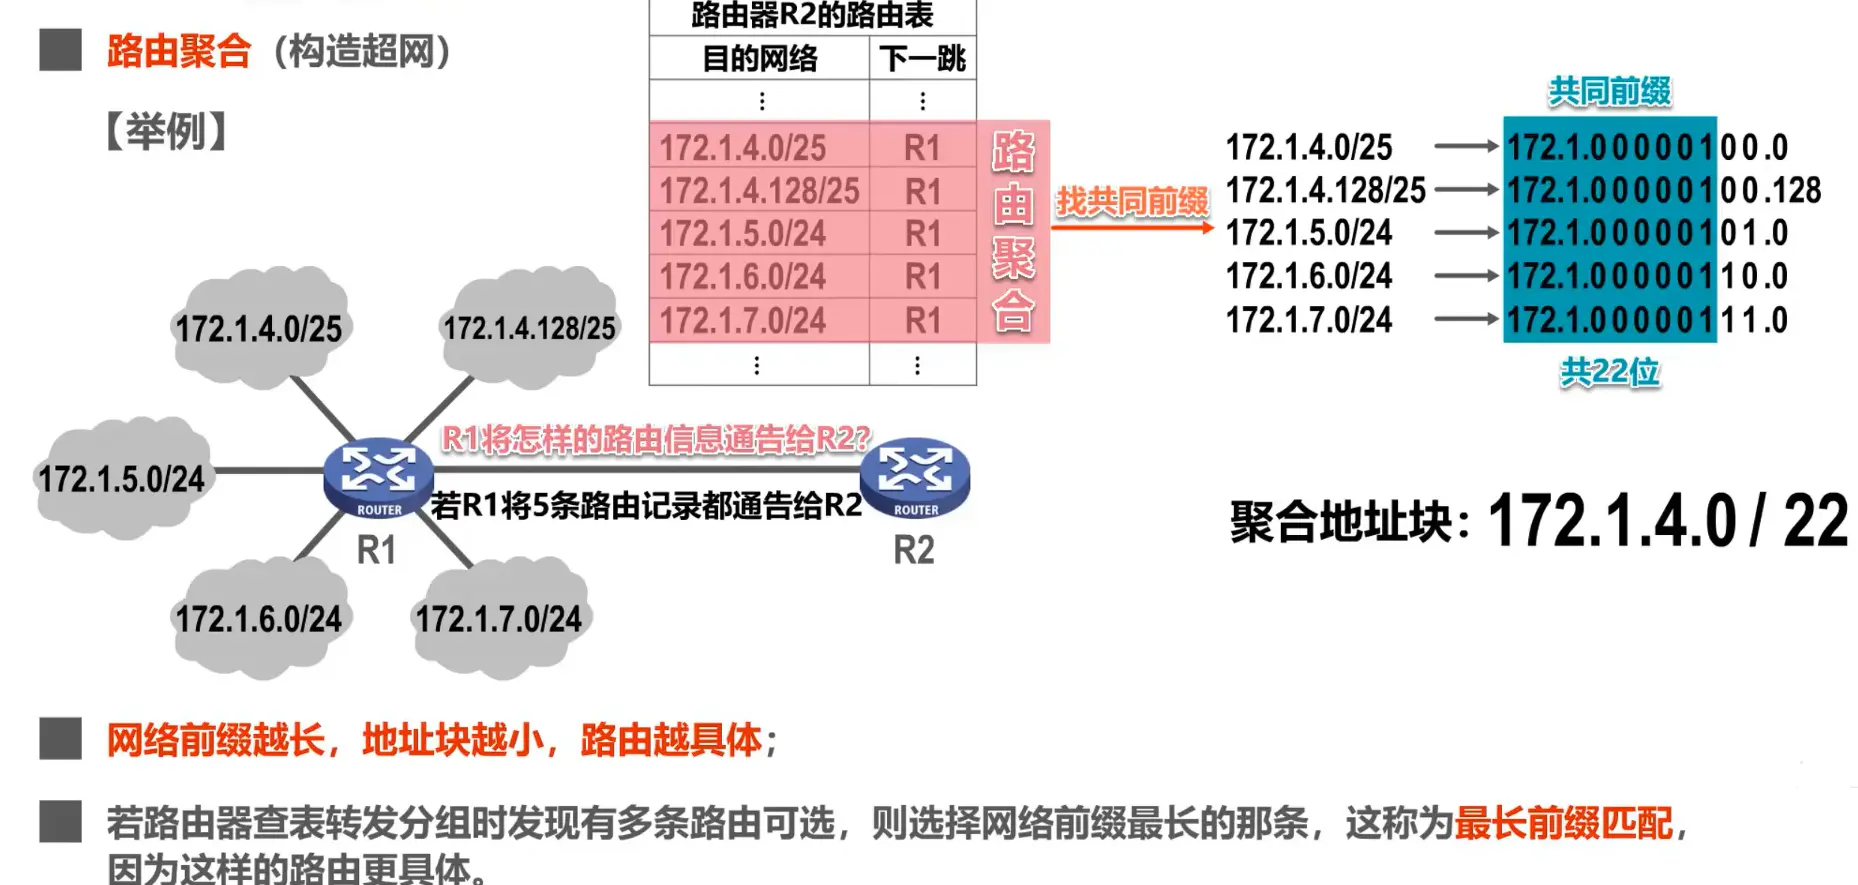 路由聚合（构造超网）
【举例】
路由器R2的路由表
目的网络 下一跳
⋮ ⋮
172.1.4.0/25 R1
172.1.4.128/25 R1
172.1.5.0/24 R1
172.1.6.0/24 R1
172.1.7.0/24 R1
⋮ ⋮
路由聚合
找共同前缀
共同前缀
172.1.4.0/25 172.1.00000100.0
172.1.4.128/25 172.1.00000100.128
172.1.5.0/24 172.1.00000101.0
172.1.6.0/24 172.1.00000110.0
172.1.7.0/24 172.1.00000111.0
共22位
172.1.4.0/25
172.1.4.128/25
172.1.5.0/24
172.1.6.0/24
172.1.7.0/24
R1将怎样的路由信息通告给R2？
若R1将5条路由记录都通告给R2
ROUTER
R1
ROUTER
R2
聚合地址块：172.1.4.0 / 22
网络前缀越长，地址块越小，路由越具体；
若路由器查表转发分组时发现有多条路由可选，则选择网络前缀最长的那条，这称为最长前缀匹配，
因为这样的路由更具体。